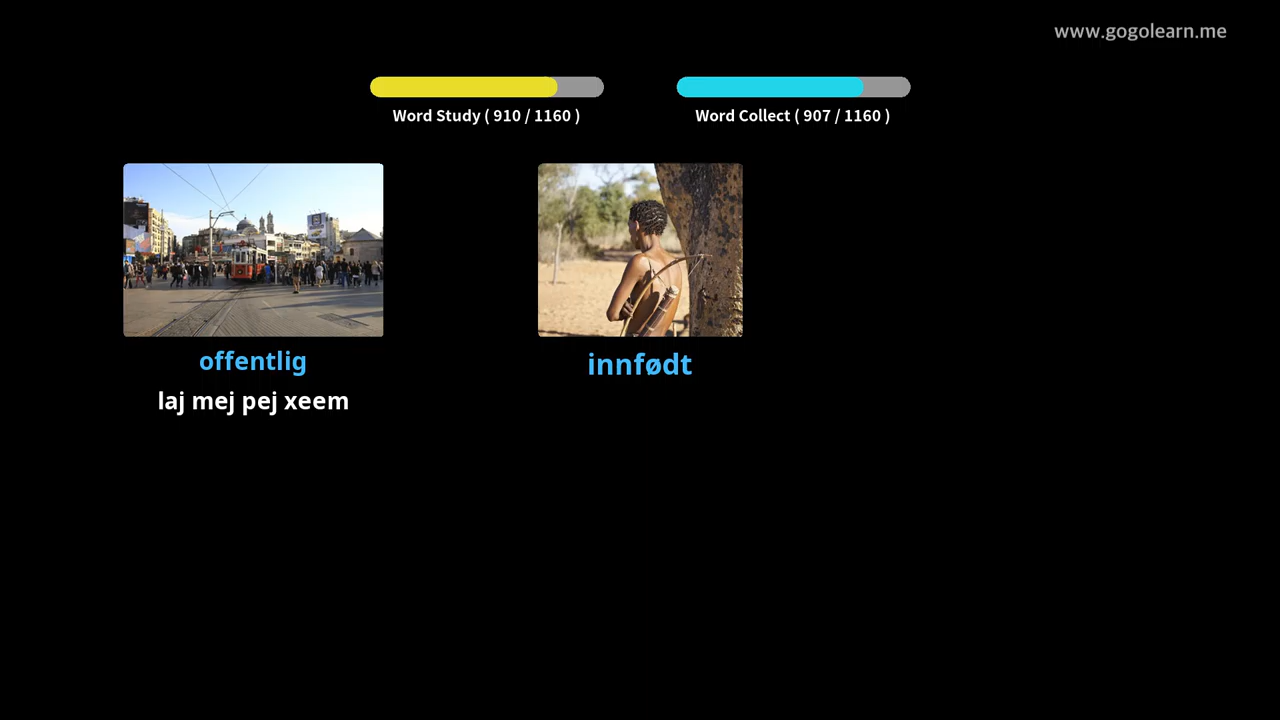 www.gogolearn.me
Word Study ( 910 / 1160 )
Word Collect ( 907 / 1160 )
offentlig
innfødt
laj mej pej xeem